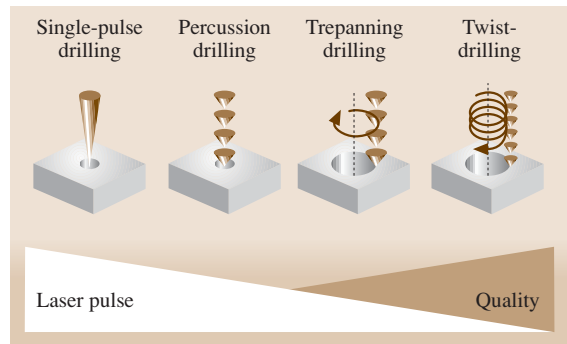 Single-pulse
drilling
Percussion
drilling
Trepanning
drilling
Twist-
drilling
Laser pulse
Quality